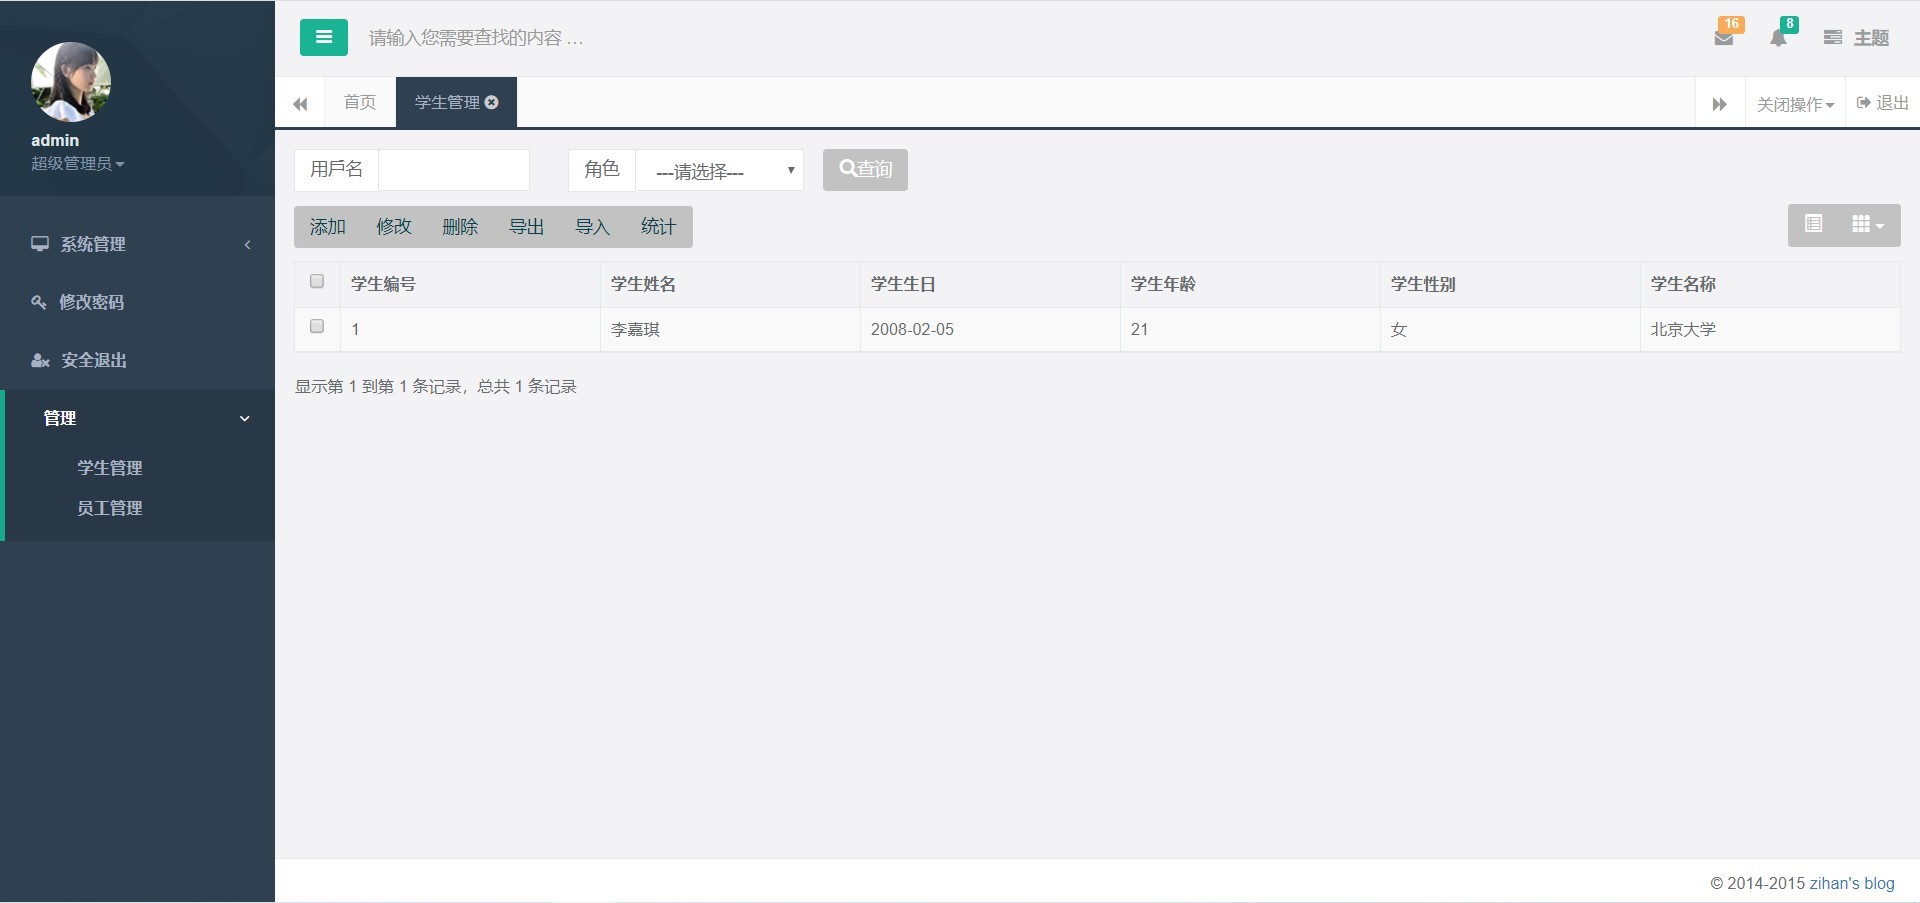 admin
超级管理员
系统管理
修改密码
安全退出
管理
学生管理
员工管理
请输入您需要查找的内容 …
16
8
主题
首页
学生管理
关闭操作
退出
用戶名
角色
---请选择---
查询
添加 修改 删除 导出 导入 统计
学生编号 学生姓名 学生生日 学生年龄 学生性别 学生名称
1 李嘉琪 2008-02-05 21 女 北京大学
显示第 1 到第 1 条记录，总共 1 条记录
© 2014-2015 zihan's blog